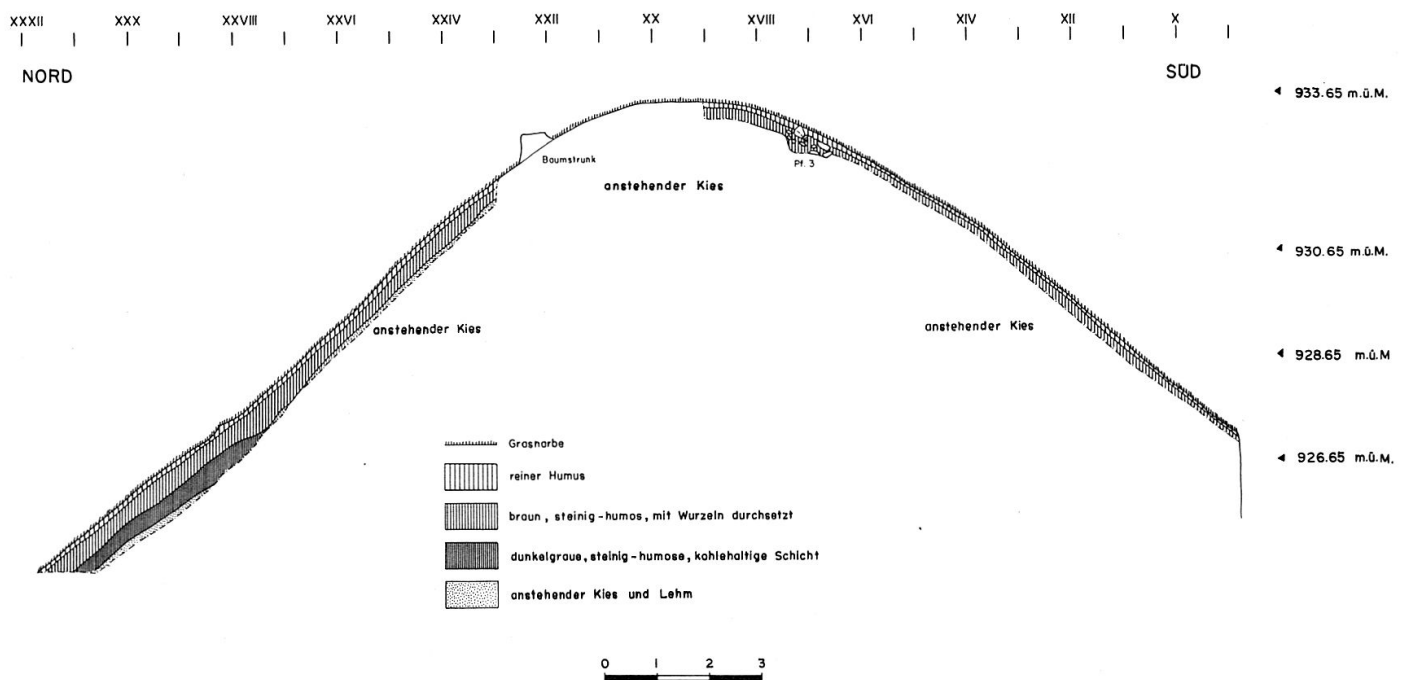 XXXII XXX XXVIII XXVI XXIV XXII XX XVIII XVI XIV XII X
NORD SÜD
933.65 m.ü.M.
Baumstrunk
Pf. 3
anstehender Kies
930.65 m.ü.M.
anstehender Kies
anstehender Kies
928.65 m.ü.M
Grasnarbe
926.65 m.ü.M.
reiner Humus
braun, steinig-humos, mit Wurzeln durchsetzt
dunkelgraue, steinig-humose, kohlehaltige Schicht
anstehender Kies und Lehm
0 1 2 3